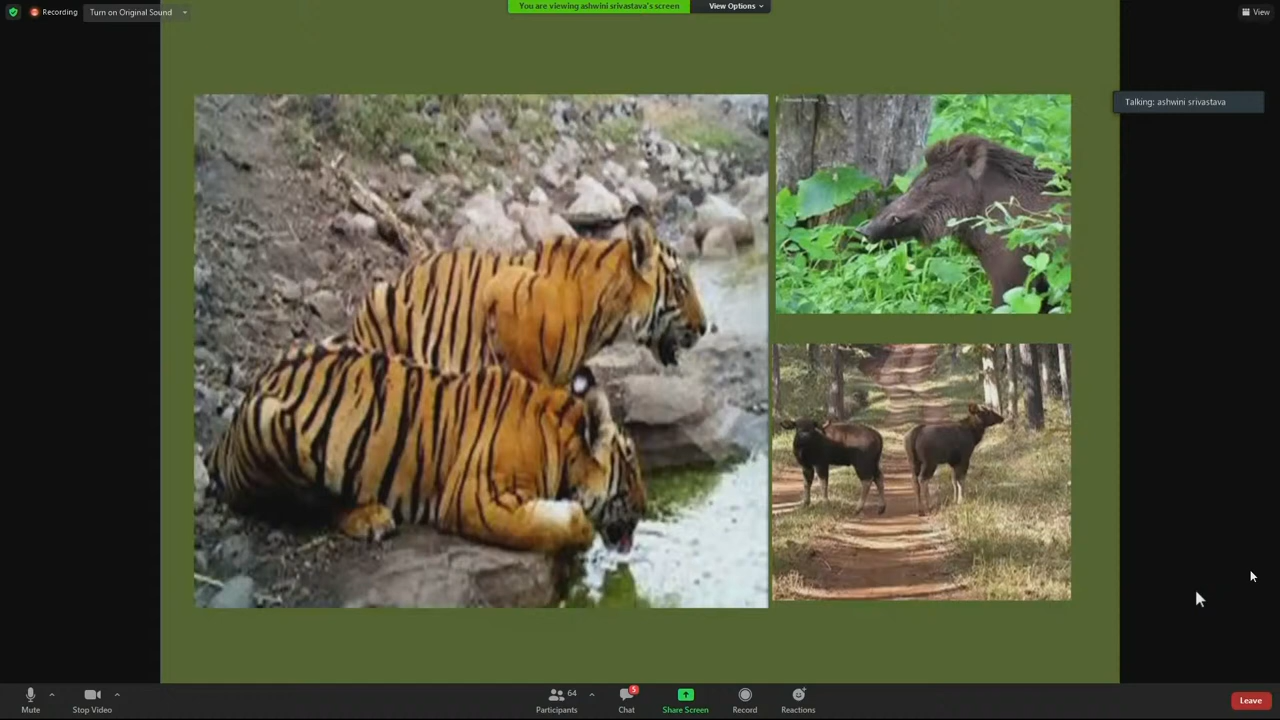 Recording
Turn on Original Sound
You are viewing ashwini srivastava's screen
View Options
View
Talking: ashwini srivastava
Mute
Stop Video
64
Participants
5
Chat
Share Screen
Record
Reactions
Leave